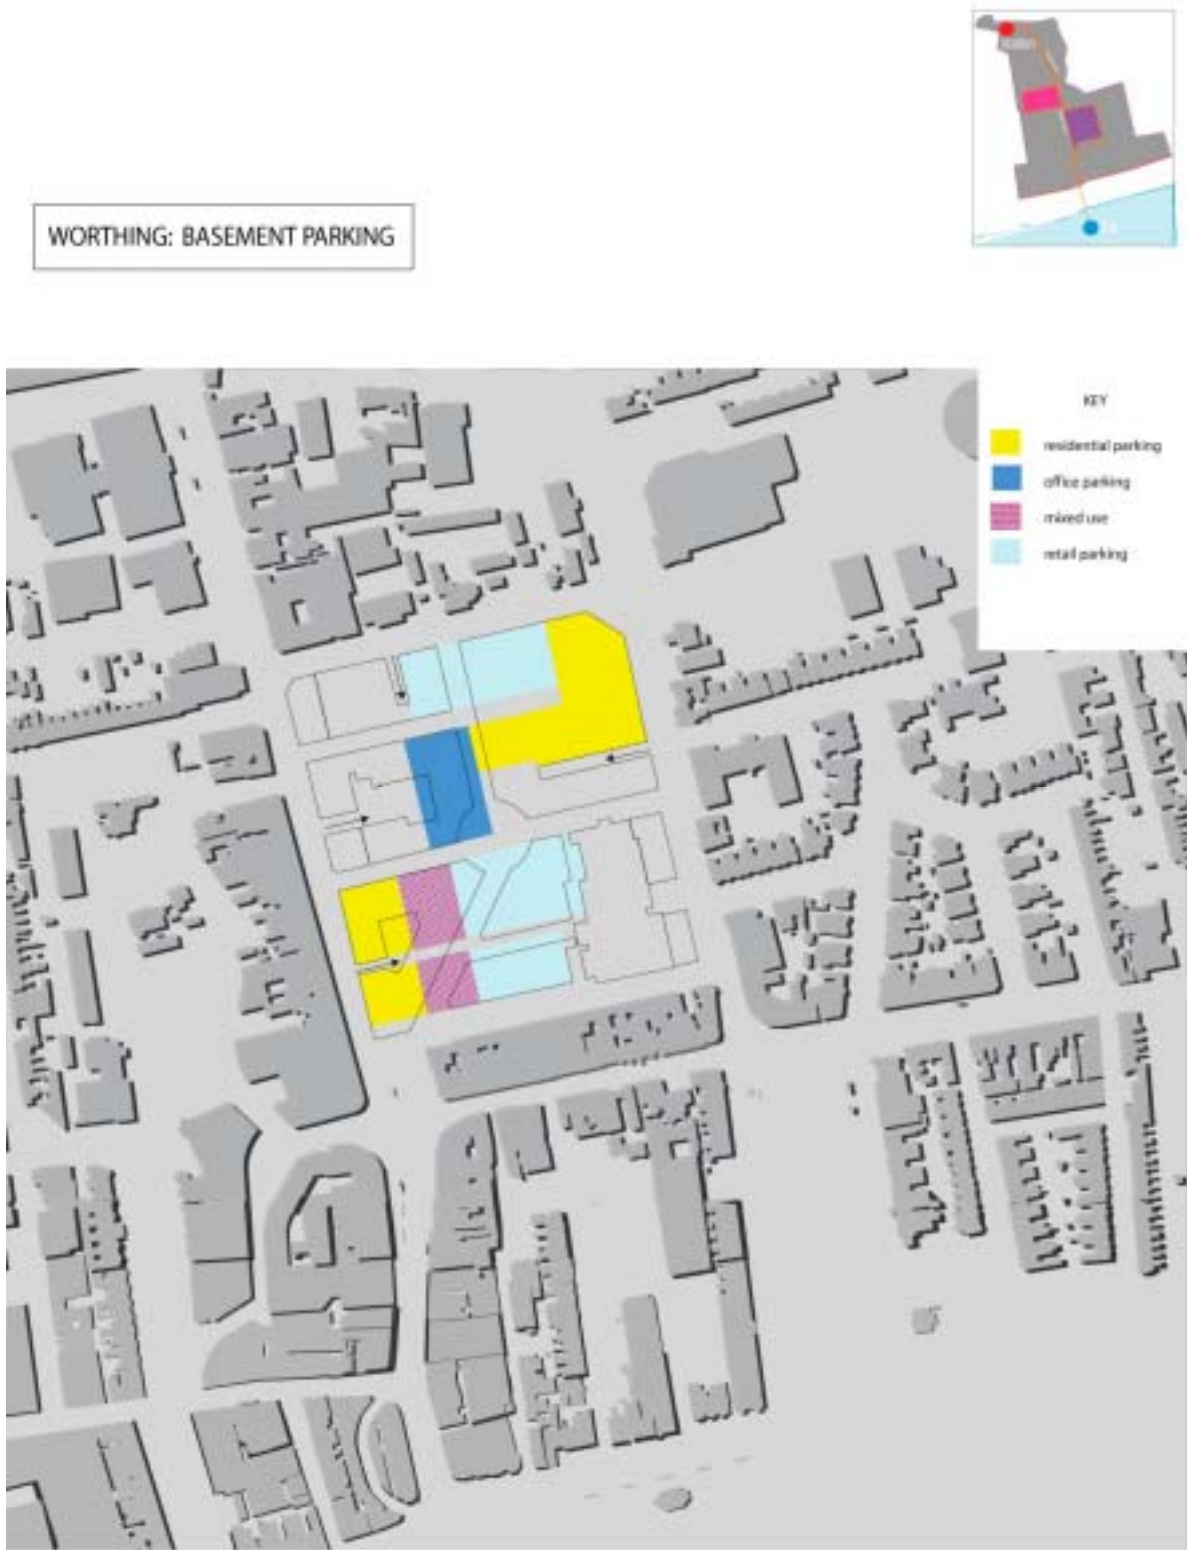 WORTHING: BASEMENT PARKING
KEY
residential parking
office parking
mixed use
retail parking